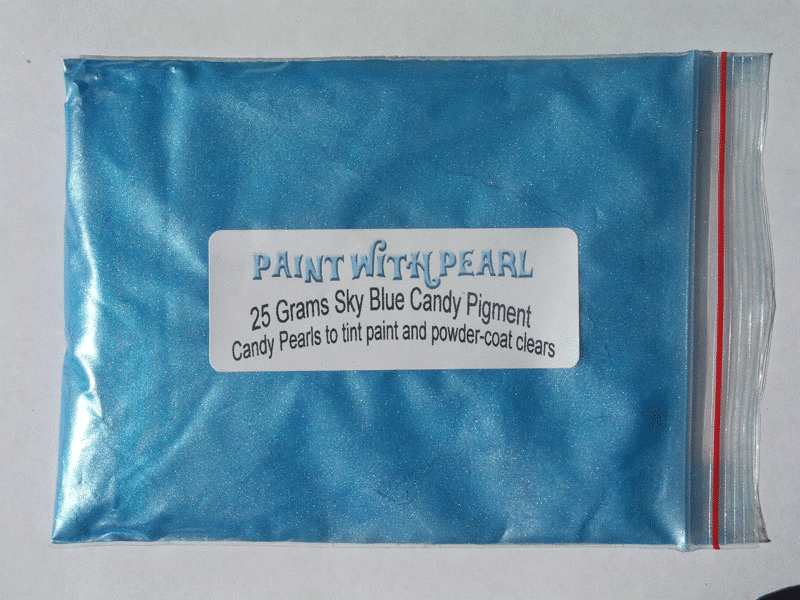 PAINT WITH PEARL
25 Grams Sky Blue Candy Pigment
Candy Pearls to tint paint and powder-coat clears